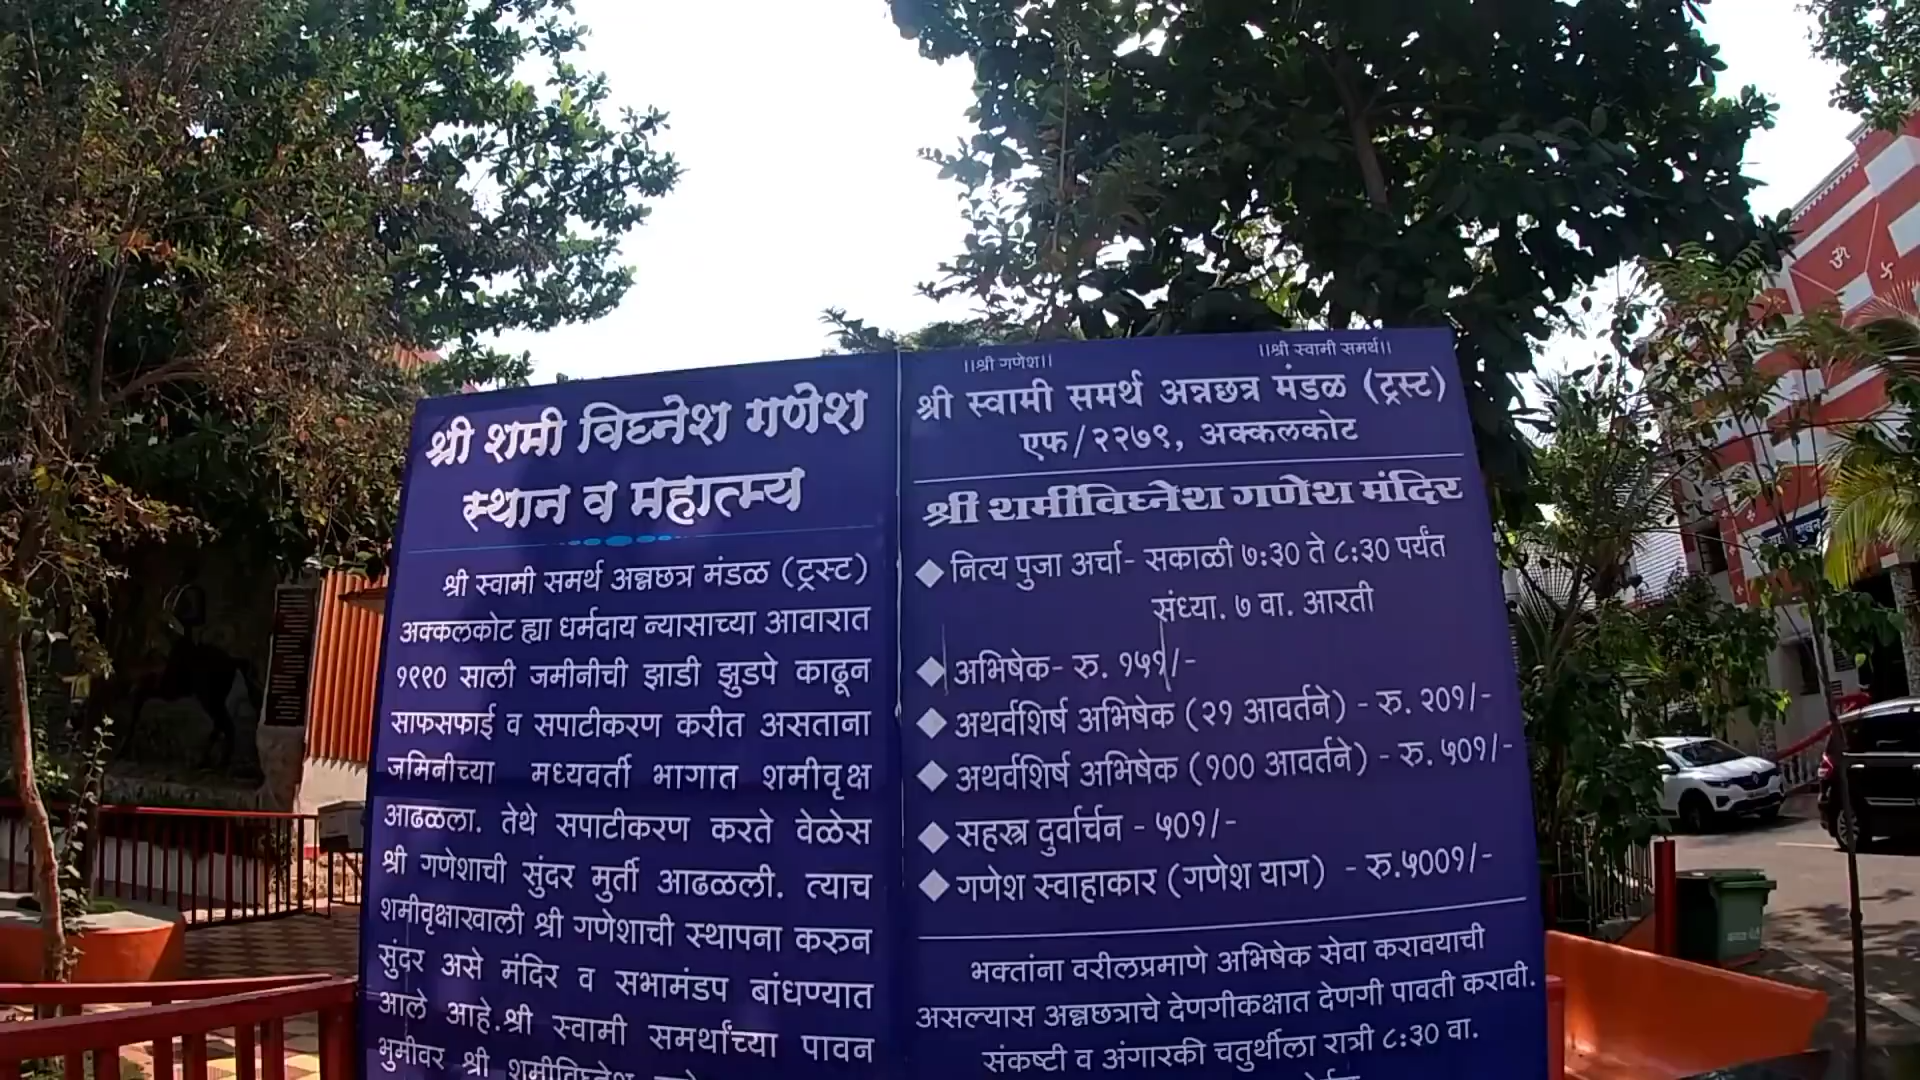 श्री शमी विघ्नेश गणेश
स्थान व महात्म्य
श्री स्वामी समर्थ अन्नछत्र मंडळ (ट्रस्ट)
अक्कलकोट ह्या धर्मदाय न्यासाच्या आवारात
१९९० साली जमीनीची झाडी झुडपे काढून
साफसफाई व सपाटीकरण करीत असताना
जमिनीच्या मध्यवर्ती भागात शमीवृक्ष
आढळला. तेथे सपाटीकरण करते वेळेस
श्री गणेशाची सुंदर मुर्ती आढळली. त्याच
शमीवृक्षाखाली श्री गणेशाची स्थापना करुन
सुंदर असे मंदिर व सभामंडप बांधण्यात
आले आहे.श्री स्वामी समर्थांच्या पावन
भुमीवर श्री शमीविघ्नेश
।।श्री गणेश।। ।।श्री स्वामी समर्थ।।
श्री स्वामी समर्थ अन्नछत्र मंडळ (ट्रस्ट)
एफ/२२७९, अक्कलकोट
श्री शमीविघ्नेश गणेश मंदिर
◆ नित्य पुजा अर्चा- सकाळी ७:३० ते ८:३० पर्यंत
संध्या. ७ वा. आरती
◆ अभिषेक- रु. १५१/-
◆ अथर्वशिर्ष अभिषेक (२१ आवर्तने) - रु. २०१/-
◆ अथर्वशिर्ष अभिषेक (१०० आवर्तने) - रु. ५०१/-
◆ सहस्त्र दुर्वार्चन - ५०१/-
◆ गणेश स्वाहाकार (गणेश याग) - रु.५००१/-
भक्तांना वरीलप्रमाणे अभिषेक सेवा करावयाची
असल्यास अन्नछत्राचे देणगीकक्षात देणगी पावती करावी.
संकष्टी व अंगारकी चतुर्थीला रात्री ८:३० वा.
ॐ